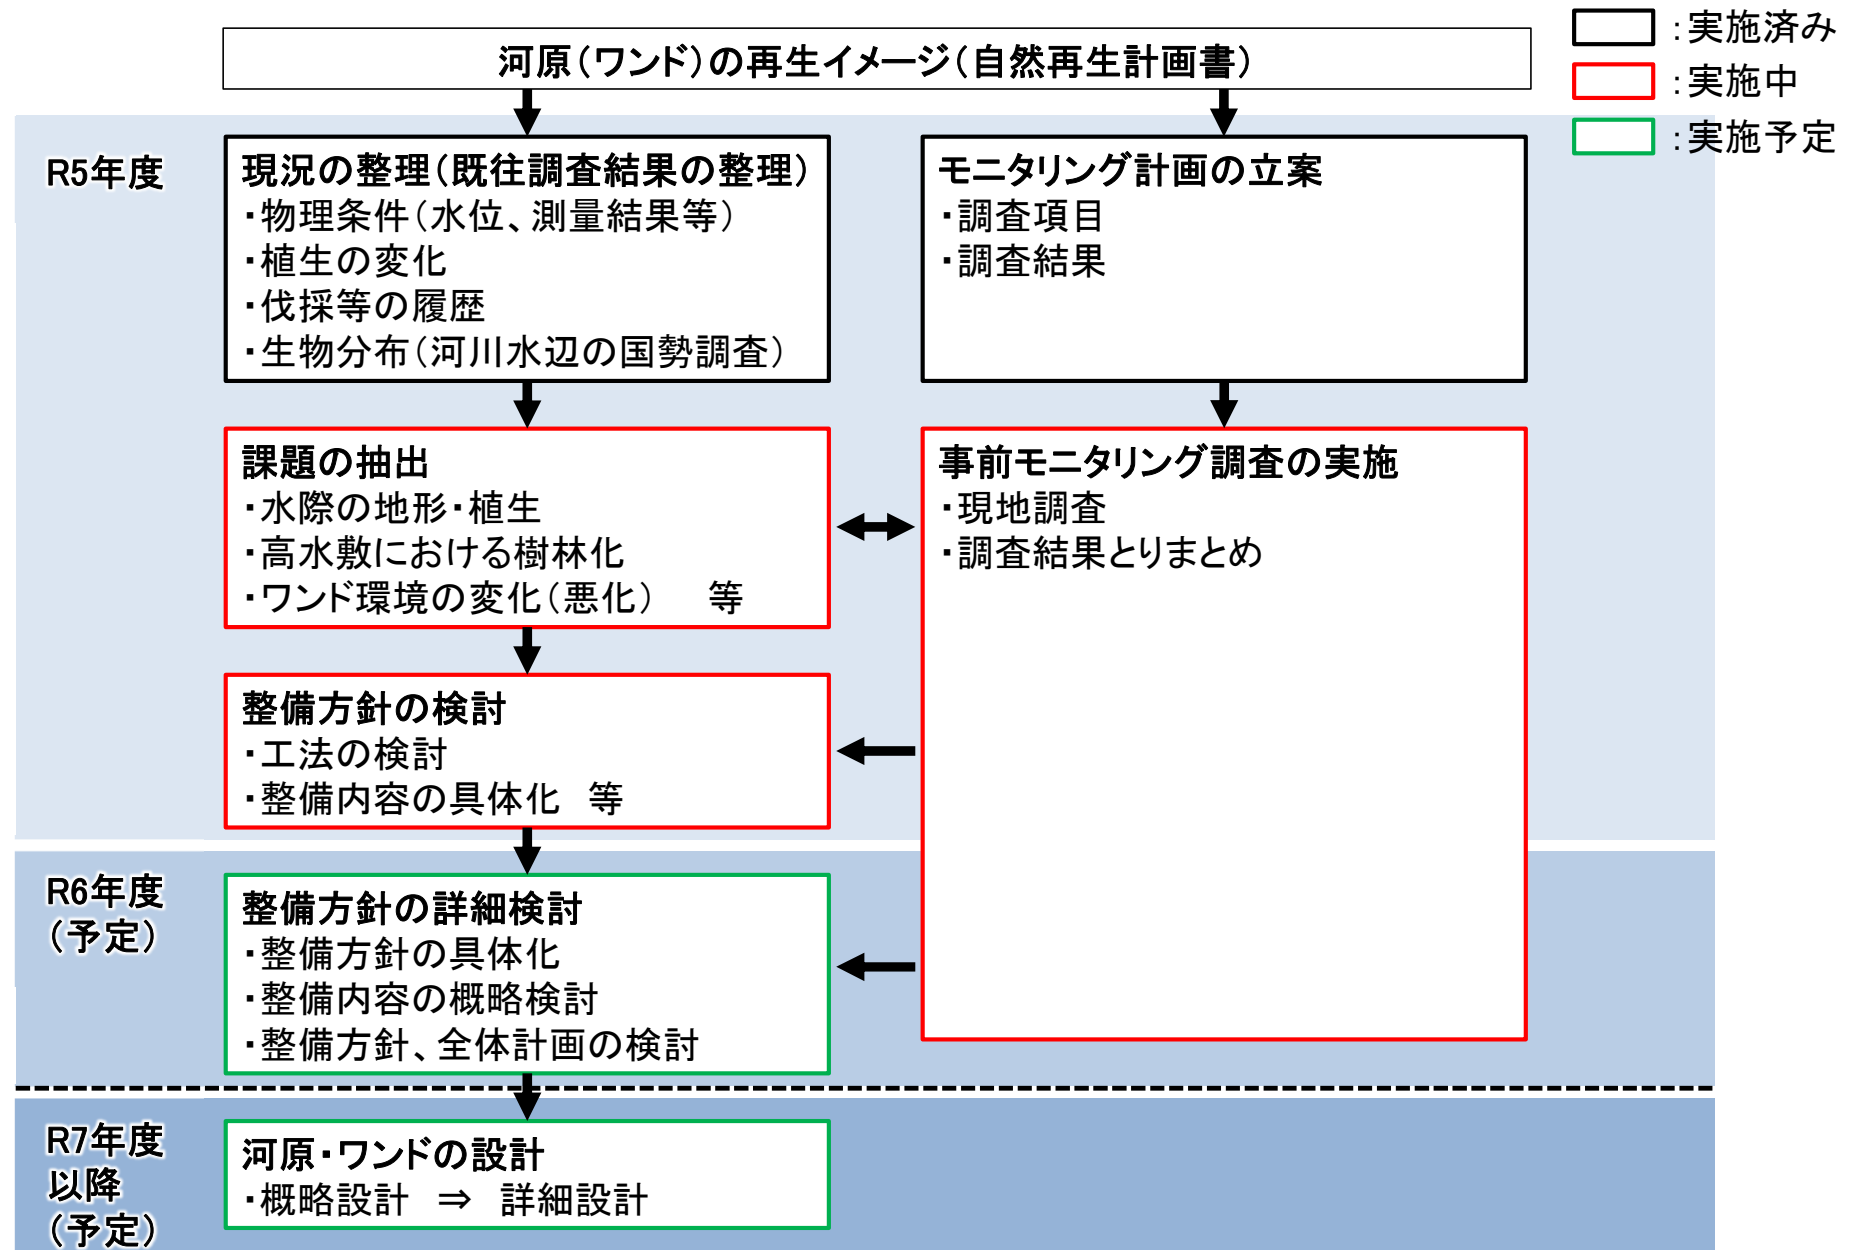 ：実施済み
：実施中
：実施予定
河原（ワンド）の再生イメージ（自然再生計画書）
R5年度
現況の整理（既往調査結果の整理）
・物理条件（水位、測量結果等）
・植生の変化
・伐採等の履歴
・生物分布（河川水辺の国勢調査）
モニタリング計画の立案
・調査項目
・調査結果
課題の抽出
・水際の地形・植生
・高水敷における樹林化
・ワンド環境の変化（悪化）　等
事前モニタリング調査の実施
・現地調査
・調査結果とりまとめ
整備方針の検討
・工法の検討
・整備内容の具体化　等
R6年度
（予定）
整備方針の詳細検討
・整備方針の具体化
・整備内容の概略検討
・整備方針、全体計画の検討
R7年度
以降
（予定）
河原・ワンドの設計
・概略設計　⇒　詳細設計